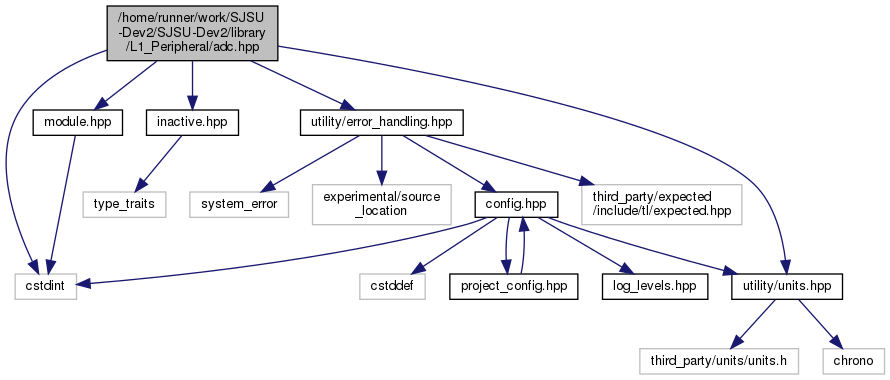 /home/runner/work/SJSU
-Dev2/SJSU-Dev2/library
/L1_Peripheral/adc.hpp
module.hpp
inactive.hpp
utility/error_handling.hpp
type_traits
system_error
experimental/source
_location
config.hpp
third_party/expected
/include/tl/expected.hpp
cstdint
cstddef
project_config.hpp
log_levels.hpp
utility/units.hpp
third_party/units/units.h
chrono